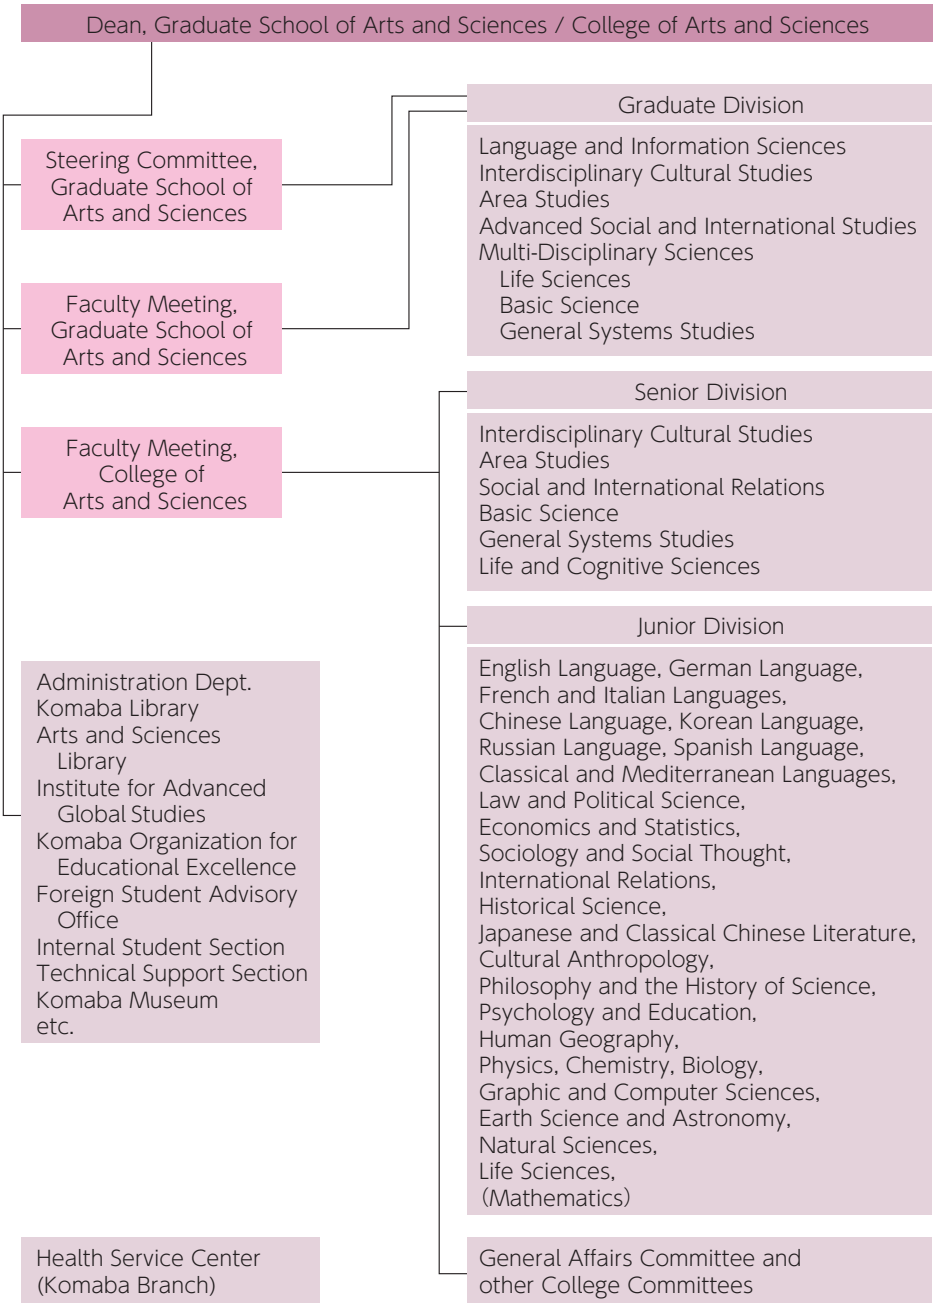 Dean, Graduate School of Arts and Sciences / College of Arts and Sciences
Steering Committee,
Graduate School of
Arts and Sciences
Faculty Meeting,
Graduate School of
Arts and Sciences
Faculty Meeting,
College of
Arts and Sciences
Administration Dept.
Komaba Library
Arts and Sciences
Library
Institute for Advanced
Global Studies
Komaba Organization for
Educational Excellence
Foreign Student Advisory
Office
Internal Student Section
Technical Support Section
Komaba Museum
etc.
Health Service Center
(Komaba Branch)
Graduate Division
Language and Information Sciences
Interdisciplinary Cultural Studies
Area Studies
Advanced Social and International Studies
Multi-Disciplinary Sciences
Life Sciences
Basic Science
General Systems Studies
Senior Division
Interdisciplinary Cultural Studies
Area Studies
Social and International Relations
Basic Science
General Systems Studies
Life and Cognitive Sciences
Junior Division
English Language, German Language,
French and Italian Languages,
Chinese Language, Korean Language,
Russian Language, Spanish Language,
Classical and Mediterranean Languages,
Law and Political Science,
Economics and Statistics,
Sociology and Social Thought,
International Relations,
Historical Science,
Japanese and Classical Chinese Literature,
Cultural Anthropology,
Philosophy and the History of Science,
Psychology and Education,
Human Geography,
Physics, Chemistry, Biology,
Graphic and Computer Sciences,
Earth Science and Astronomy,
Natural Sciences,
Life Sciences,
(Mathematics)
General Affairs Committee and
other College Committees